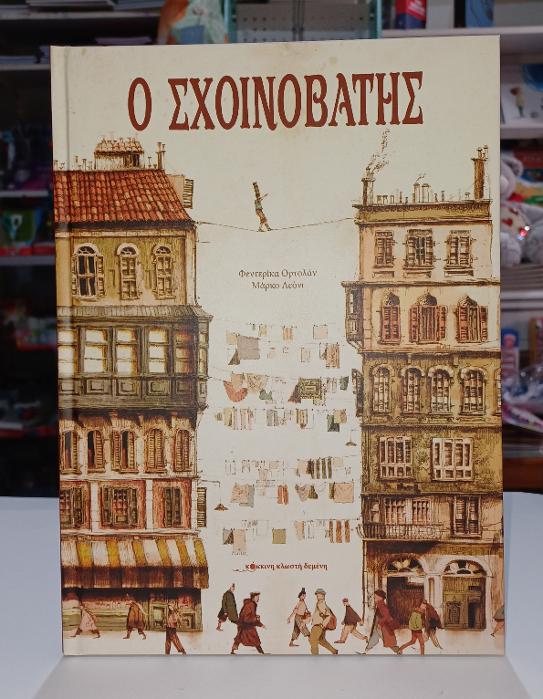 Ο ΣΧΟΙΝΟΒΑΤΗΣ
Φεντερίκα Ορτολάν
Μάρκο Λεόνι
κόκκινη κλωστή δεμένη